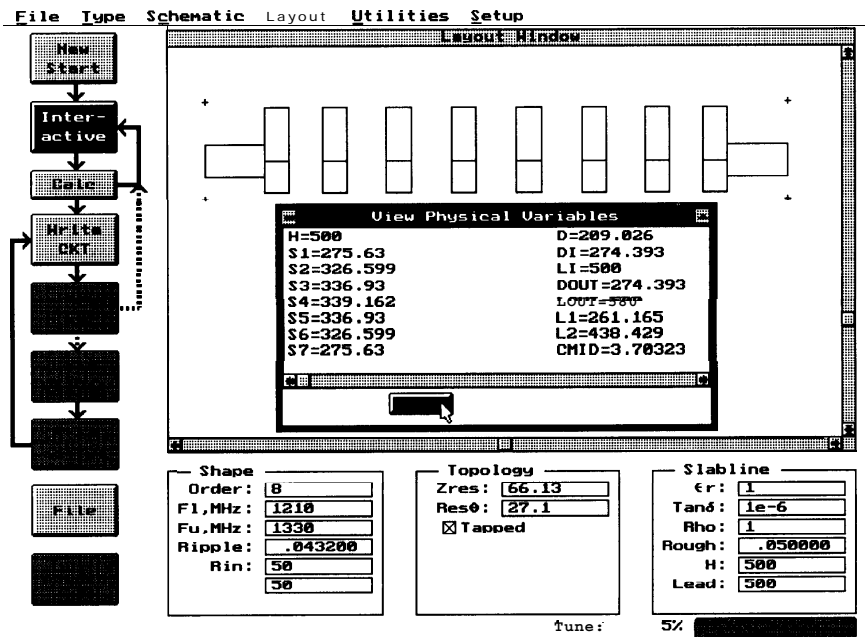 File Type Schematic Layout Utilities Setup
Layout Window
New
Start
Inter-
active
Calc
Write
CKT
File
View Physical Variables
H=500
S1=275.63
S2=326.599
S3=336.93
S4=339.162
S5=336.93
S6=326.599
S7=275.63
D=209.026
DI=274.393
LI=500
DOUT=274.393
LOUT=500
L1=261.165
L2=438.429
CMID=3.70323
Shape
Order: 8
Fl,MHz: 1210
Fu,MHz: 1330
Ripple: .043200
Rin: 50
50
Topology
Zres: 66.13
Resθ: 27.1
Tapped
Slabline
εr: 1
Tanδ: 1e-6
Rho: 1
Rough: .050000
H: 500
Lead: 500
Tune: 5%